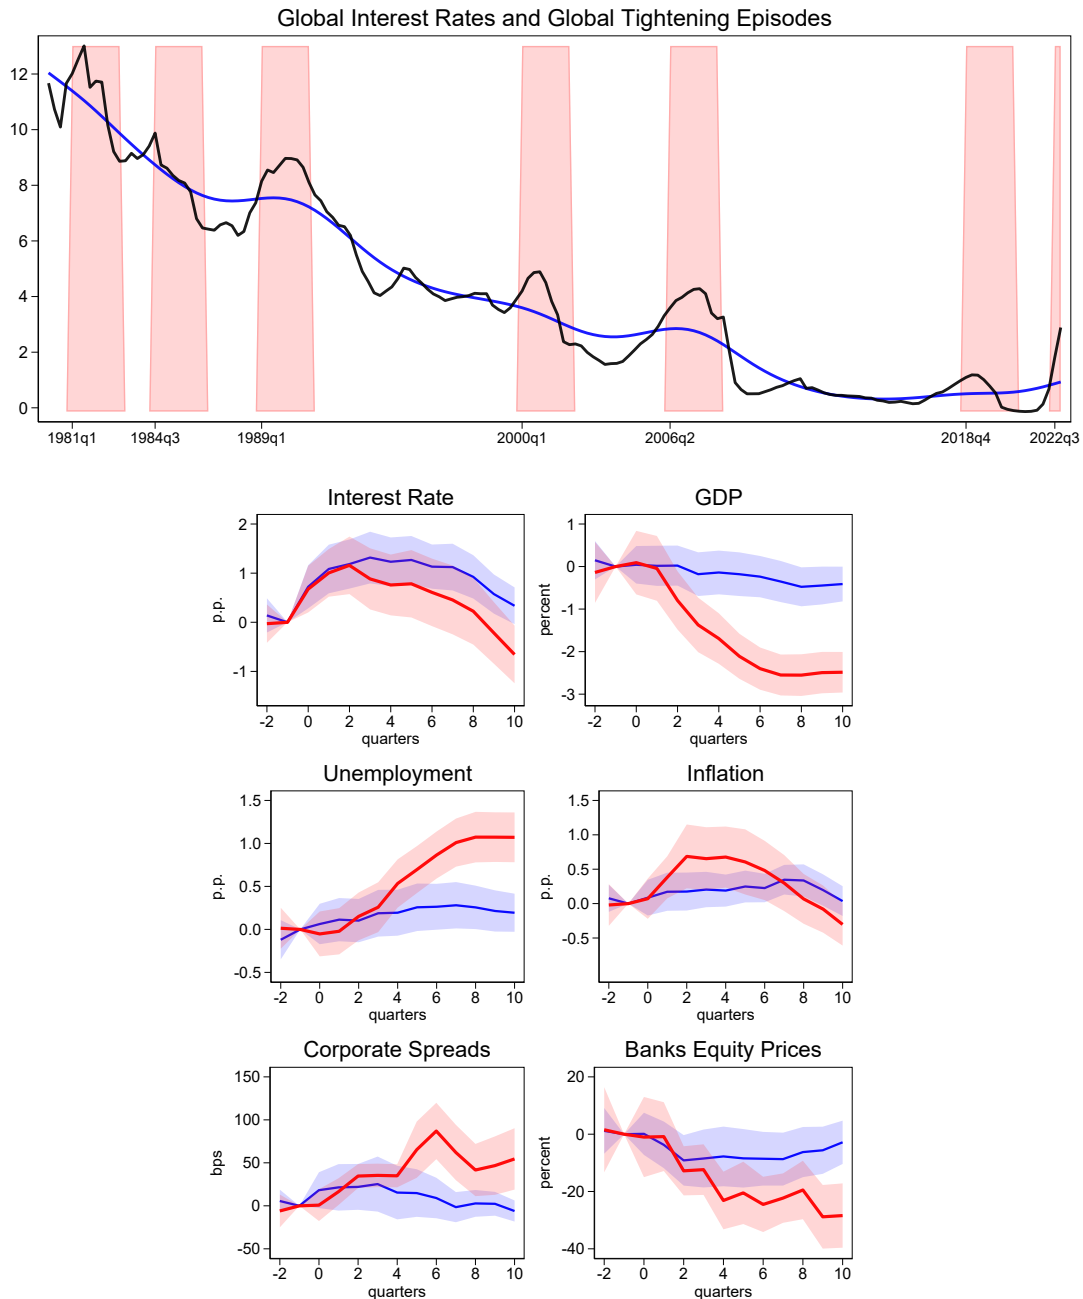 Global Interest Rates and Global Tightening Episodes
12
10
8
6
4
2
0
1981q1 1984q3 1989q1 2000q1 2006q2 2018q4 2022q3
Interest Rate
2
1
0
-1
p.p.
-2 0 2 4 6 8 10
quarters
GDP
1
0
-1
-2
-3
percent
-2 0 2 4 6 8 10
quarters
Unemployment
1.5
1.0
0.5
0.0
-0.5
p.p.
-2 0 2 4 6 8 10
quarters
Inflation
1.5
1.0
0.5
0.0
-0.5
p.p.
-2 0 2 4 6 8 10
quarters
Corporate Spreads
150
100
50
0
-50
bps
-2 0 2 4 6 8 10
quarters
Banks Equity Prices
20
0
-20
-40
percent
-2 0 2 4 6 8 10
quarters